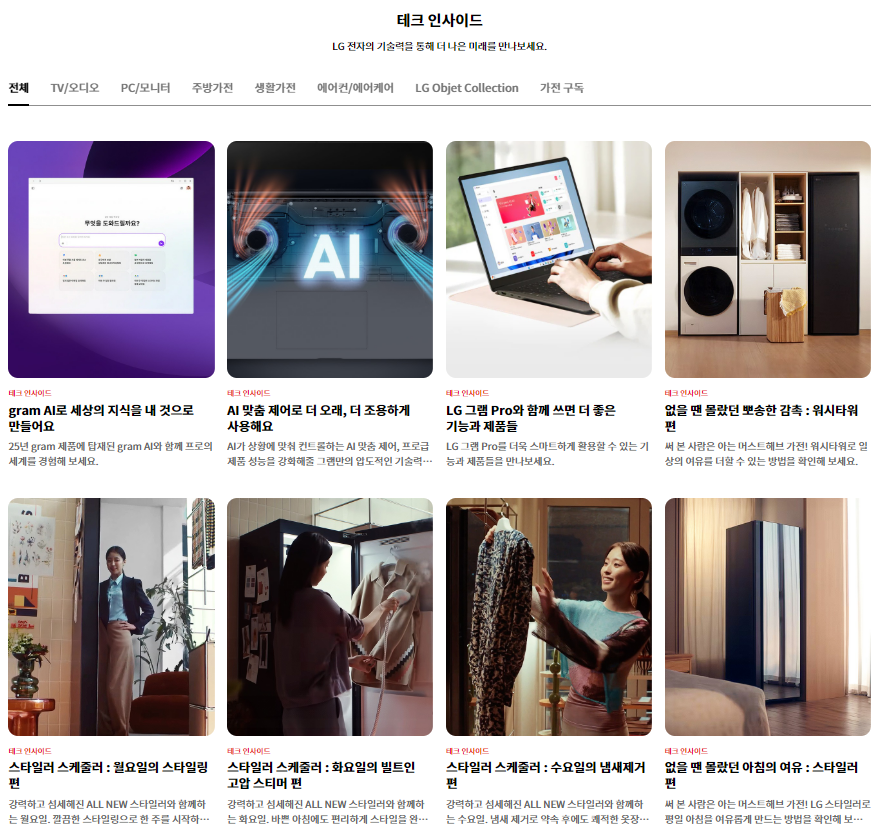 테크 인사이드
LG 전자의 기술력을 통해 더 나은 미래를 만나보세요.
전체 TV/오디오 PC/모니터 주방가전 생활가전 에어컨/에어케어 LG Objet Collection 가전 구독
무엇을 도와드릴까요?
AI
테크 인사이드
gram AI로 세상의 지식을 내 것으로
만들어요
25년 gram 제품에 탑재된 gram AI와 함께 프로의
세계를 경험해 보세요.
테크 인사이드
AI 맞춤 제어로 더 오래, 더 조용하게
사용해요
AI가 상황에 맞춰 컨트롤하는 AI 맞춤 제어, 프로급
제품 성능을 강화해줄 그램만의 압도적인 기술력…
테크 인사이드
LG 그램 Pro와 함께 쓰면 더 좋은
기능과 제품들
LG 그램 Pro를 더욱 스마트하게 활용할 수 있는 기
능과 제품들을 만나보세요.
테크 인사이드
없을 땐 몰랐던 뽀송한 감촉 : 워시타워
편
써 본 사람은 아는 머스트해브 가전! 워시타워로 일
상의 여유를 더할 수 있는 방법을 확인해 보세요.
테크 인사이드
스타일러 스케줄러 : 월요일의 스타일링
편
강력하고 섬세해진 ALL NEW 스타일러와 함께하
는 월요일. 깔끔한 스타일링으로 한 주를 시작하…
테크 인사이드
스타일러 스케줄러 : 화요일의 빌트인
고압 스티머 편
강력하고 섬세해진 ALL NEW 스타일러와 함께하
는 화요일. 바쁜 아침에도 편리하게 스타일을 완…
테크 인사이드
스타일러 스케줄러 : 수요일의 냄새제거
편
강력하고 섬세해진 ALL NEW 스타일러와 함께하
는 수요일. 냄새 제거로 약속 후에도 쾌적한 옷장…
테크 인사이드
없을 땐 몰랐던 아침의 여유 : 스타일러
편
써 본 사람은 아는 머스트해브 가전! LG 스타일러로
평일 아침을 여유롭게 만드는 방법을 확인해 보…